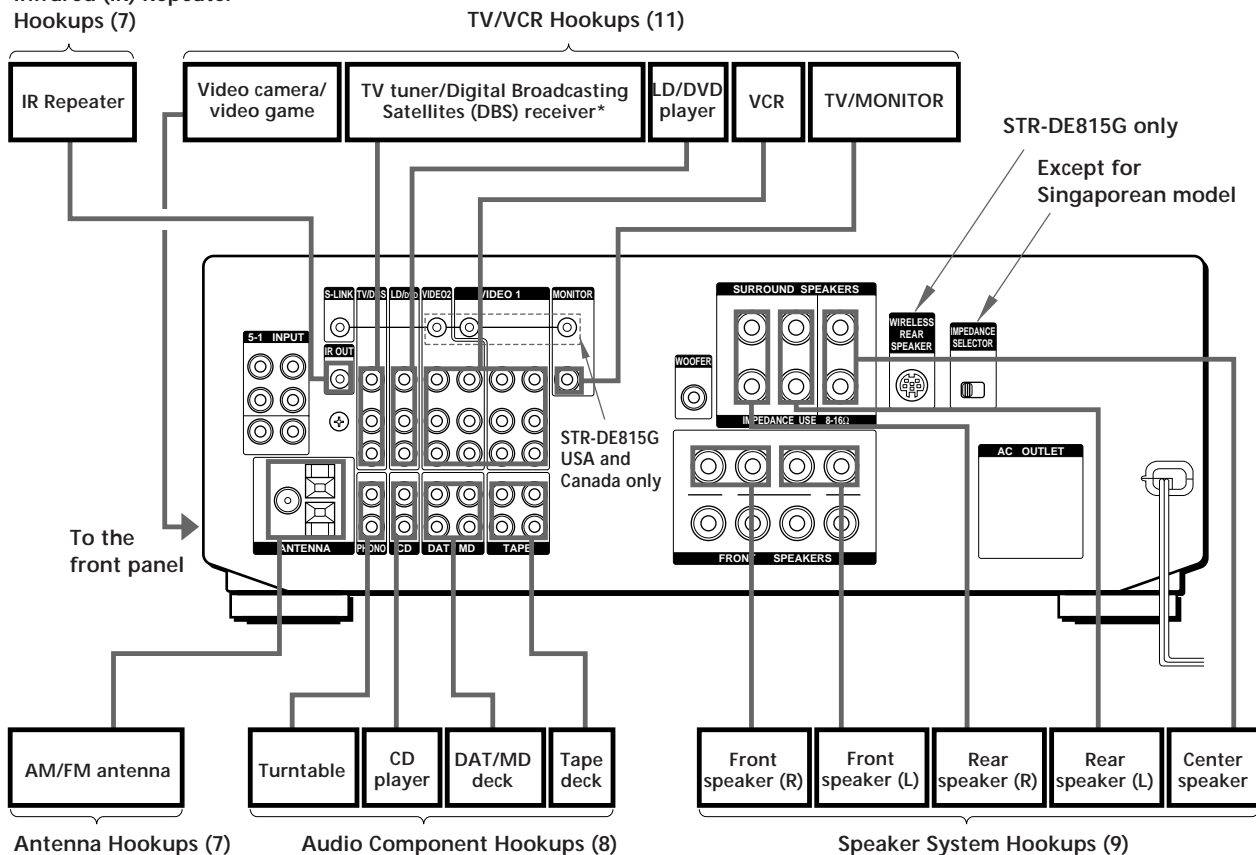 Infrared (IR) Repeater
Hookups (7)
TV/VCR Hookups (11)
IR Repeater
Video camera/
video game
TV tuner/Digital Broadcasting
Satellites (DBS) receiver*
LD/DVD
player
VCR
TV/MONITOR
STR-DE815G only
Except for
Singaporean model
S-LINK
TV/DBS
LD/DVD
VIDEO2
VIDEO 1
MONITOR
5-1 INPUT
IR OUT
WOOFER
SURROUND SPEAKERS
IMPEDANCE USE 8-16Ω
WIRELESS
REAR
SPEAKER
IMPEDANCE
SELECTOR
STR-DE815G
USA and
Canada only
AC OUTLET
To the
front panel
ANTENNA
PHONO
CD
DAT/MD
TAPE
FRONT SPEAKERS
AM/FM antenna
Turntable
CD
player
DAT/MD
deck
Tape
deck
Front
speaker (R)
Front
speaker (L)
Rear
speaker (R)
Rear
speaker (L)
Center
speaker
Antenna Hookups (7)
Audio Component Hookups (8)
Speaker System Hookups (9)